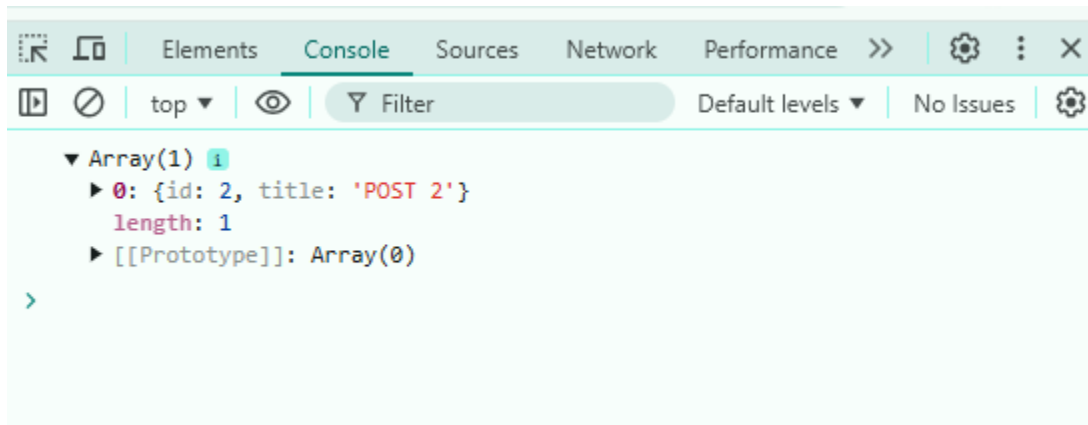 Elements Console Sources Network Performance
top Filter Default levels No Issues
Array(1) i
0: {id: 2, title: 'POST 2'}
length: 1
[[Prototype]]: Array(0)